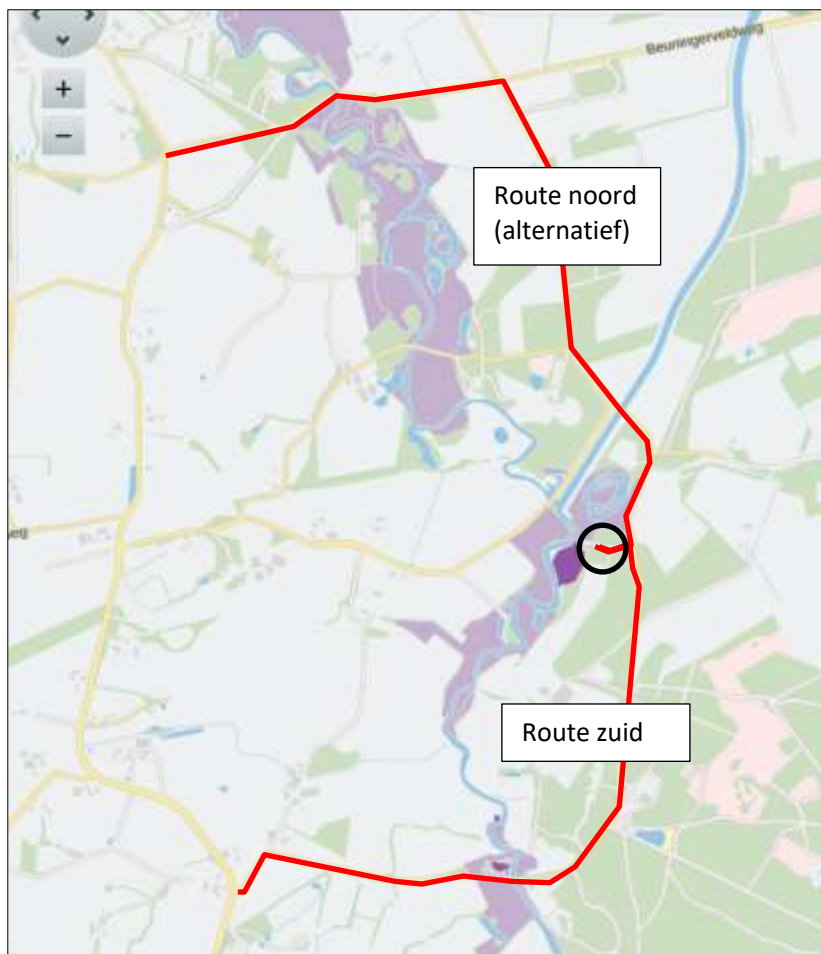 Beuningerveldweg
+
−
Route noord
(alternatief)
Route zuid